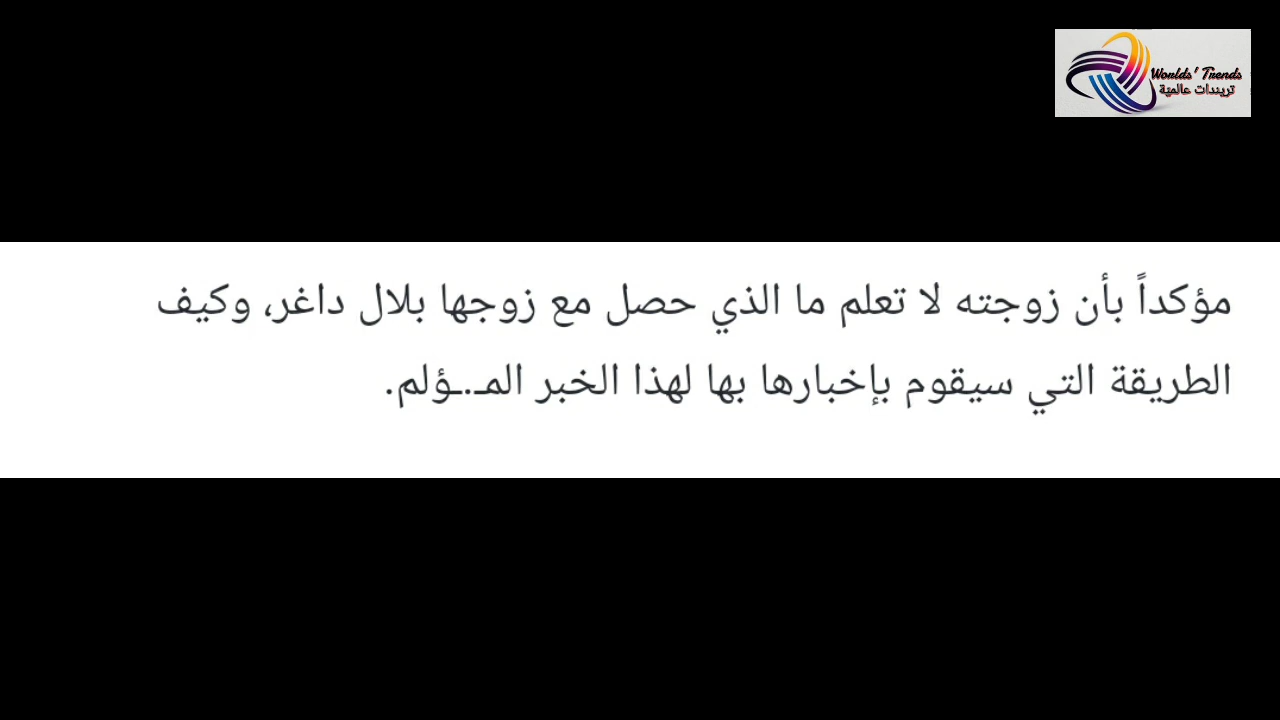 Worlds' Trends
تريندات عالمية
مؤكداً بأن زوجته لا تعلم ما الذي حصل مع زوجها بلال داغر، وكيف
الطريقة التي سيقوم بإخبارها بها لهذا الخبر المـ.ـؤلم.